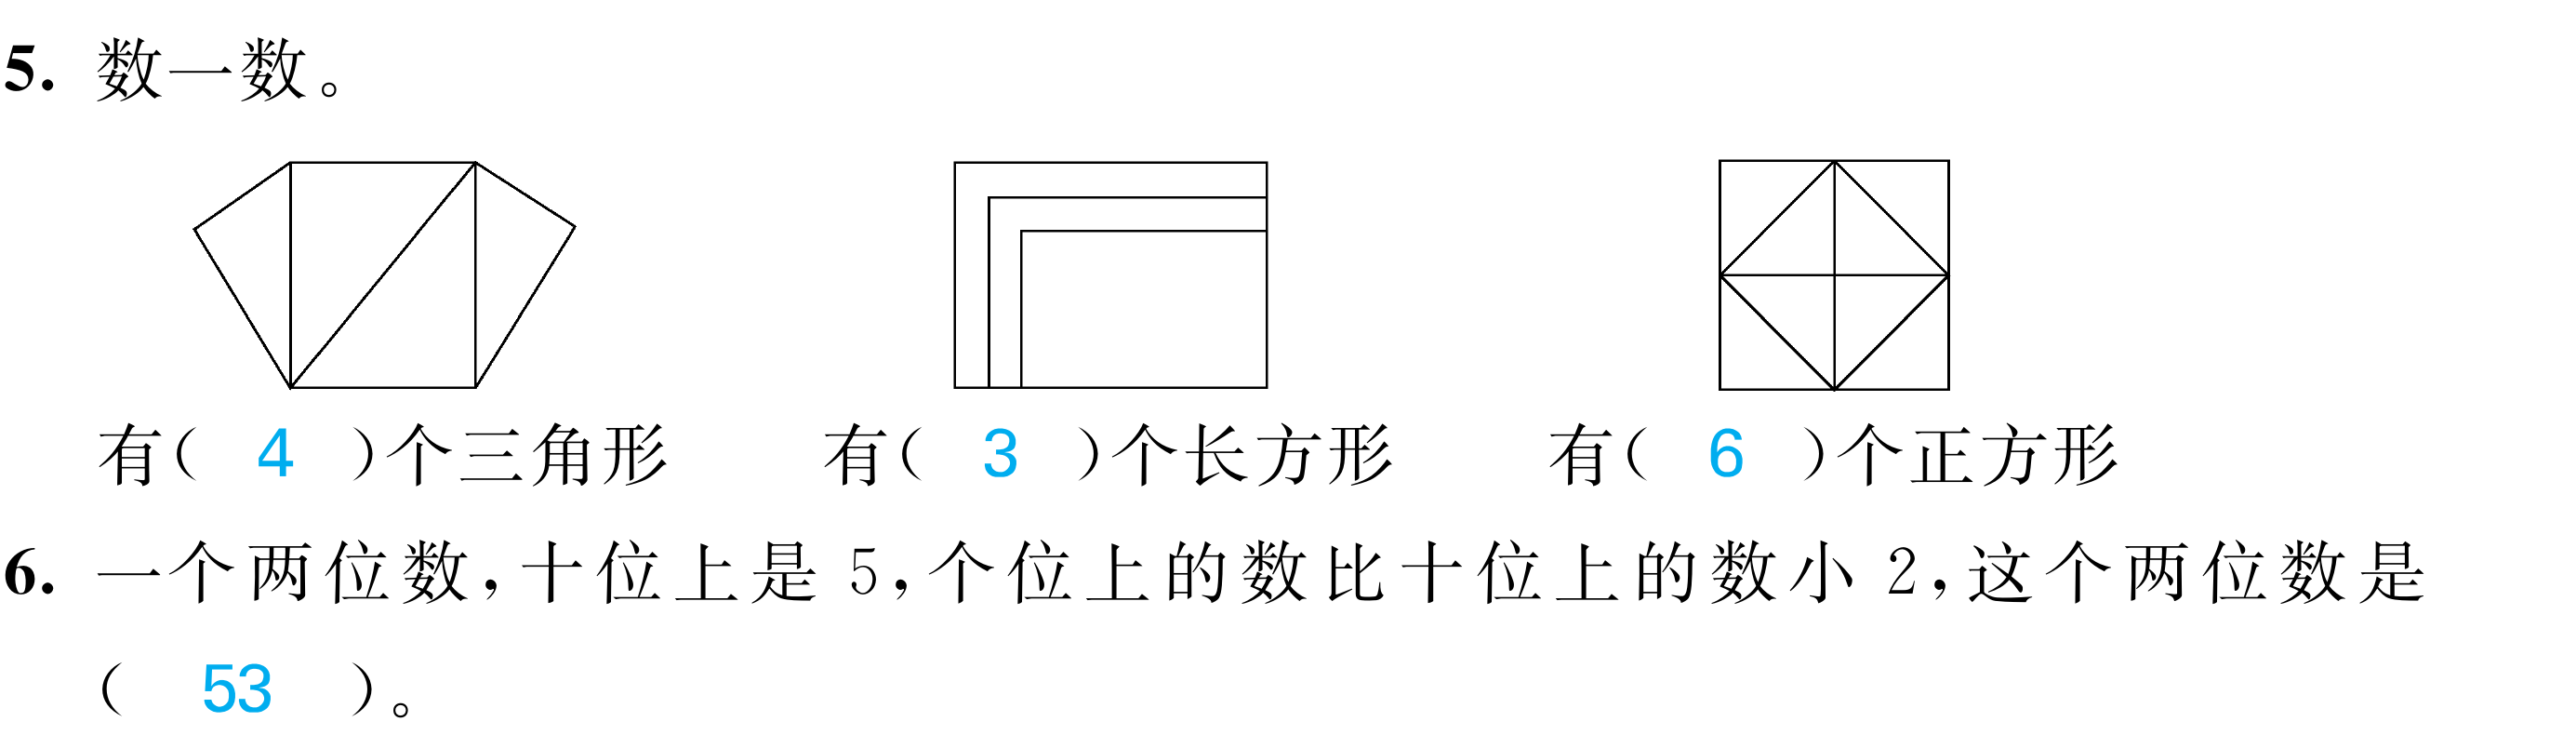 5. 数一数。
有( 4 )个三角形 有( 3 )个长方形 有( 6 )个正方形
6. 一个两位数,十位上是 5,个位上的数比十位上的数小 2,这个两位数是
( 53 )。